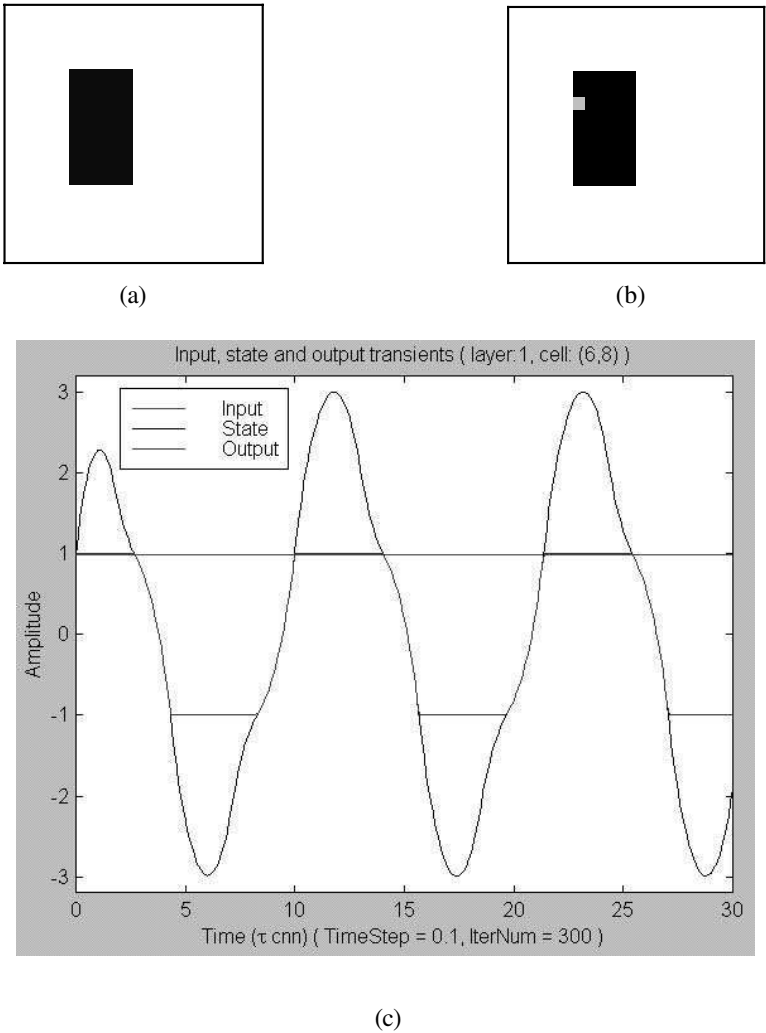 (a) (b)
Input, state and output transients ( layer:1, cell: (6,8) )
Input
State
Output
3
2
1
0
-1
-2
-3
Amplitude
0 5 10 15 20 25 30
Time (τ cnn) ( TimeStep = 0.1, IterNum = 300 )
(c)